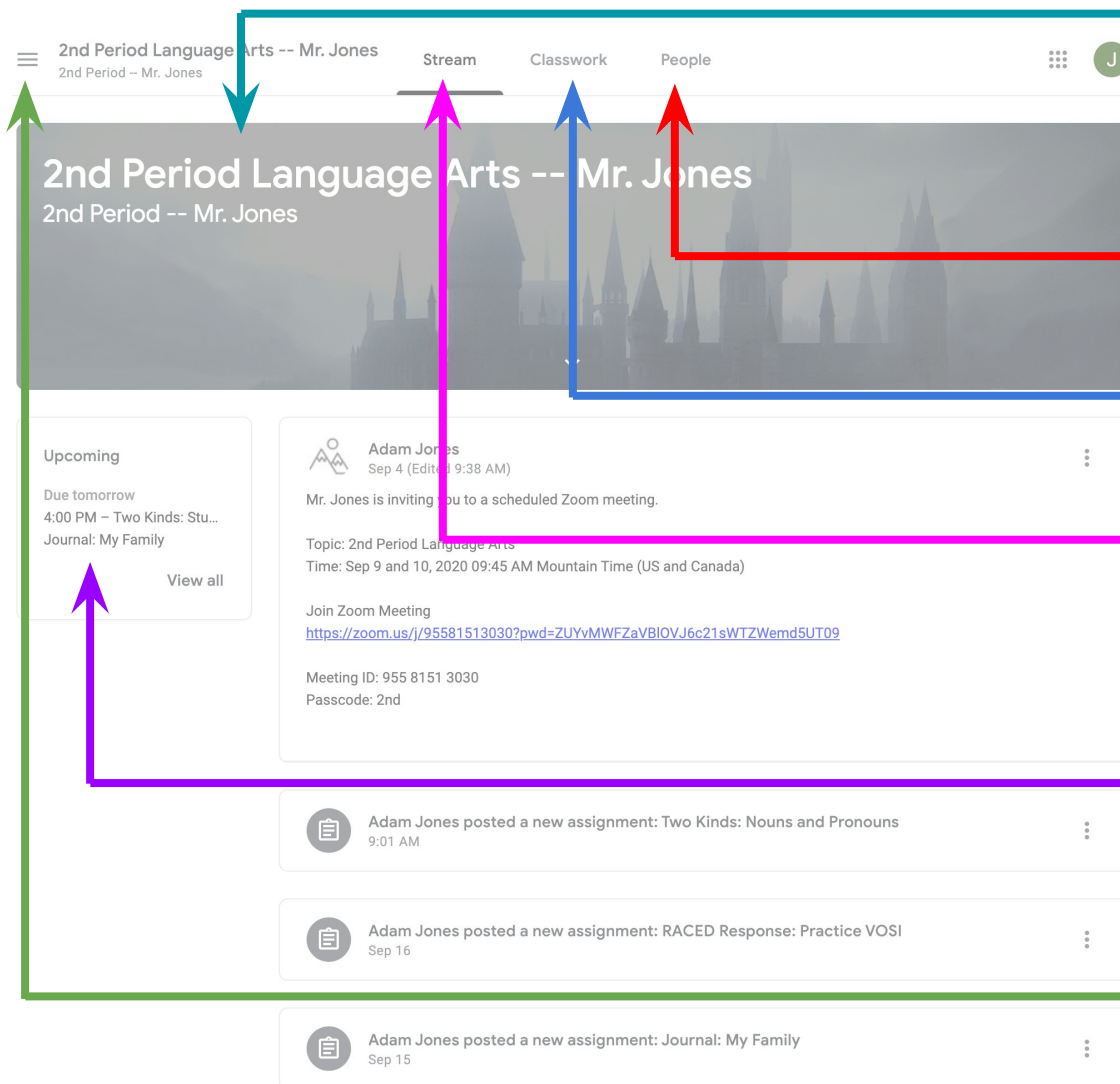 2nd Period Language Arts -- Mr. Jones
2nd Period -- Mr. Jones
Stream
Classwork
People
J
2nd Period Language Arts -- Mr. Jones
2nd Period -- Mr. Jones
Upcoming
Due tomorrow
4:00 PM – Two Kinds: Stu...
Journal: My Family
View all
Adam Jones
Sep 4 (Edited 9:38 AM)
Mr. Jones is inviting you to a scheduled Zoom meeting.
Topic: 2nd Period Language Arts
Time: Sep 9 and 10, 2020 09:45 AM Mountain Time (US and Canada)
Join Zoom Meeting
https://zoom.us/j/95581513030?pwd=ZUYvMWFZaVBlOVJ6c21sWTZWemd5UT09
Meeting ID: 955 8151 3030
Passcode: 2nd
Adam Jones posted a new assignment: Two Kinds: Nouns and Pronouns
9:01 AM
Adam Jones posted a new assignment: RACED Response: Practice VOSI
Sep 16
Adam Jones posted a new assignment: Journal: My Family
Sep 15